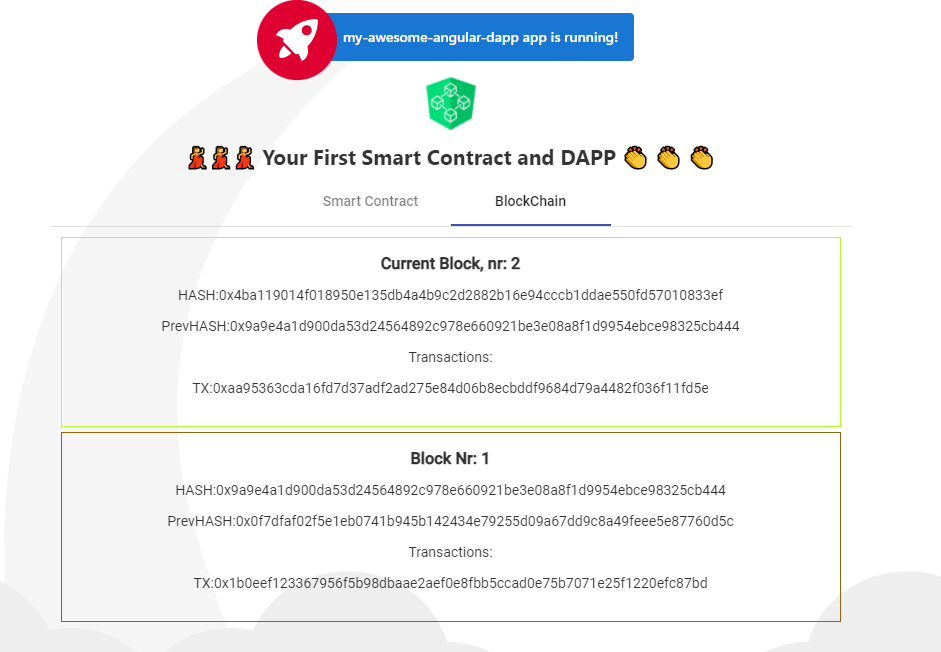 my-awesome-angular-dapp app is running!
Your First Smart Contract and DAPP
Smart Contract
BlockChain
Current Block, nr: 2
HASH:0x4ba119014f018950e135db4a4b9c2d2882b16e94cccb1ddae550fd57010833ef
PrevHASH:0x9a9e4a1d900da53d24564892c978e660921be3e08a8f1d9954ebce98325cb444
Transactions:
TX:0xaa95363cda16fd7d37adf2ad275e84d06b8ecbddf9684d79a4482f036f11fd5e
Block Nr: 1
HASH:0x9a9e4a1d900da53d24564892c978e660921be3e08a8f1d9954ebce98325cb444
PrevHASH:0x0f7dfaf02f5e1eb0741b945b142434e79255d09a67dd9c8a49feee5e87760d5c
Transactions:
TX:0x1b0eef123367956f5b98dbaae2aef0e8fbb5ccad0e75b7071e25f1220efc87bd